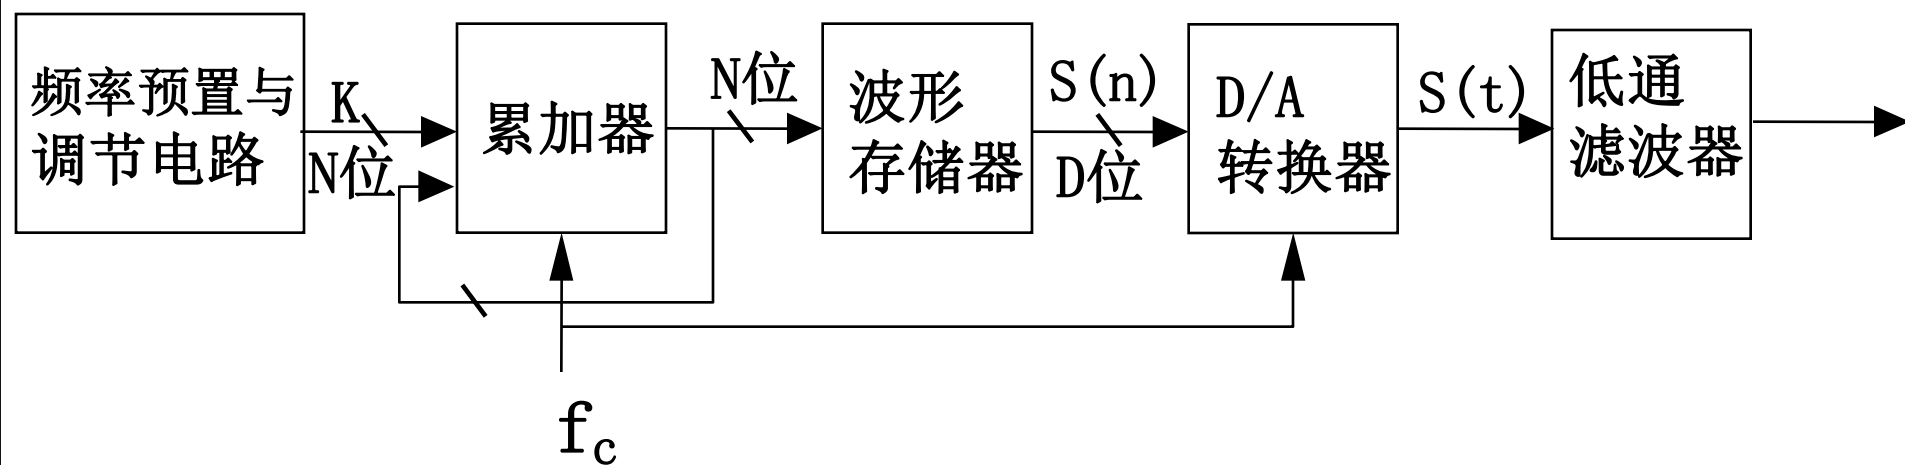 频率预置与
调节电路
K
N位
累加器
N位
波形
存储器
S(n)
D位
D/A
转换器
S(t)
低通
滤波器
fc